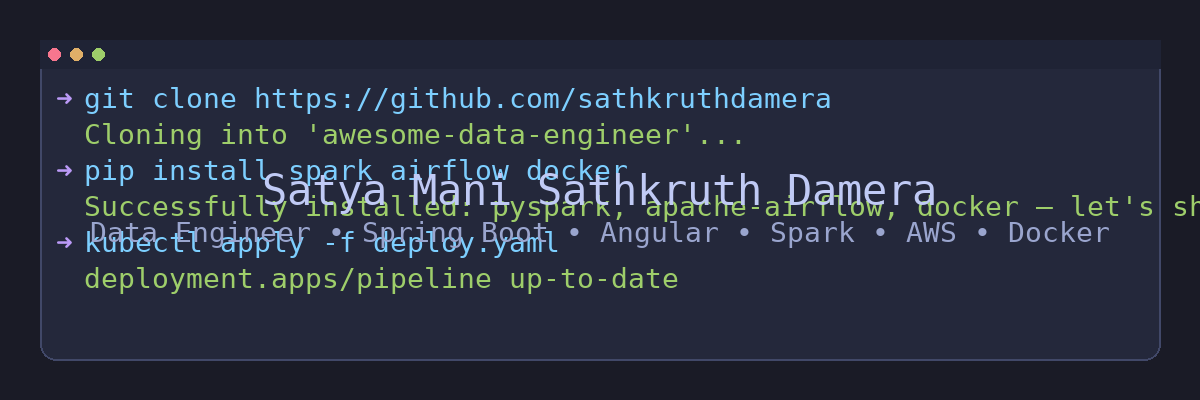 ➜ git clone https://github.com/sathkruthdamera
Cloning into 'awesome-data-engineer'...
➜ pip install spark airflow docker
Satya Mani Sathkruth Damera
Successfully installed: pyspark, apache-airflow, docker — let's sh
Data Engineer • Spring Boot • Angular • Spark • AWS • Docker
➜ kubectl apply -f deploy.yaml
deployment.apps/pipeline up-to-date